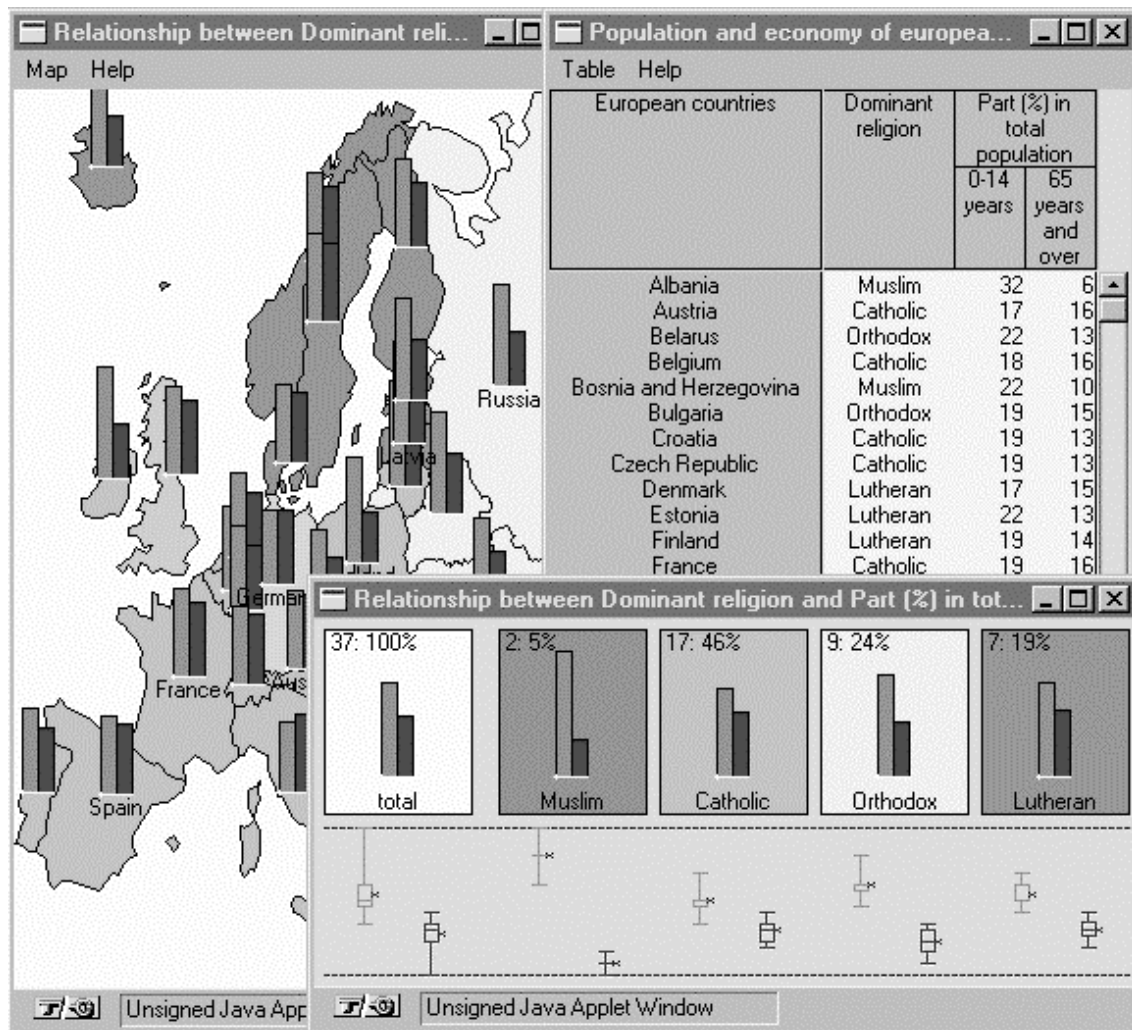 Relationship between Dominant reli...
Map Help
Russia
Latvia
German
France
Aus
Spain
Unsigned Java App
Population and economy of europea...
Table Help
European countries
Dominant religion
Part (%) in total population
0-14 years
65 years and over
Albania Muslim 32 6
Austria Catholic 17 16
Belarus Orthodox 22 13
Belgium Catholic 18 16
Bosnia and Herzegovina Muslim 22 10
Bulgaria Orthodox 19 15
Croatia Catholic 19 13
Czech Republic Catholic 19 13
Denmark Lutheran 17 15
Estonia Lutheran 22 13
Finland Lutheran 19 14
France Catholic 19 16
Relationship between Dominant religion and Part (%) in tot...
37: 100% 2: 5% 17: 46% 9: 24% 7: 19%
total Muslim Catholic Orthodox Lutheran
Unsigned Java Applet Window